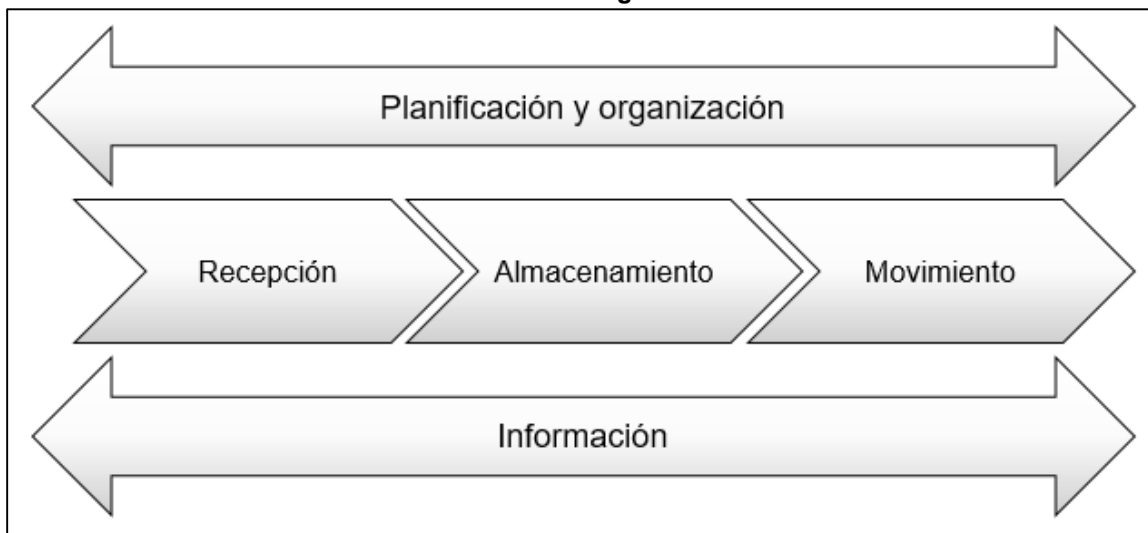 Planificación y organización
Recepción Almacenamiento Movimiento
Información